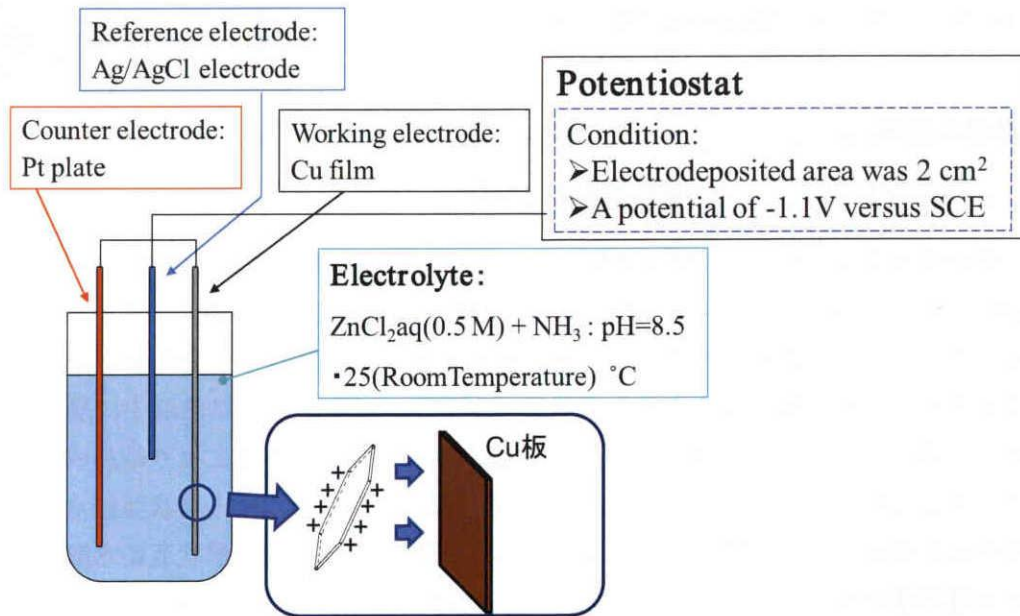 Reference electrode:
Ag/AgCl electrode
Counter electrode:
Pt plate
Working electrode:
Cu film
Potentiostat
Condition:
➢Electrodeposited area was 2 cm²
➢A potential of -1.1V versus SCE
Electrolyte:
ZnCl₂aq(0.5 M) + NH₃ : pH=8.5
・25(RoomTemperature) ˚C
Cu板
+ + + + + + + +